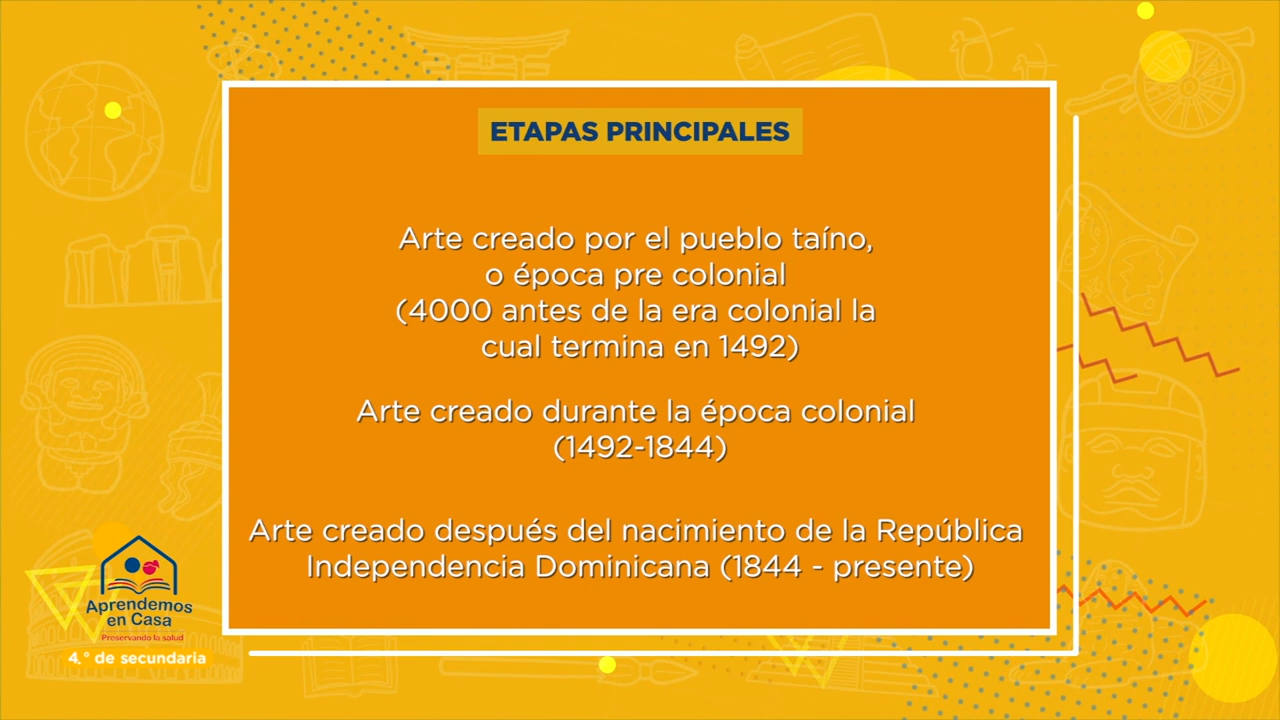 ETAPAS PRINCIPALES
Arte creado por el pueblo taíno,
o época pre colonial
(4000 antes de la era colonial la
cual termina en 1492)
Arte creado durante la época colonial
(1492-1844)
Arte creado después del nacimiento de la República
Independencia Dominicana (1844 - presente)
Aprendemos
en Casa
Preservando la salud
4.° de secundaria